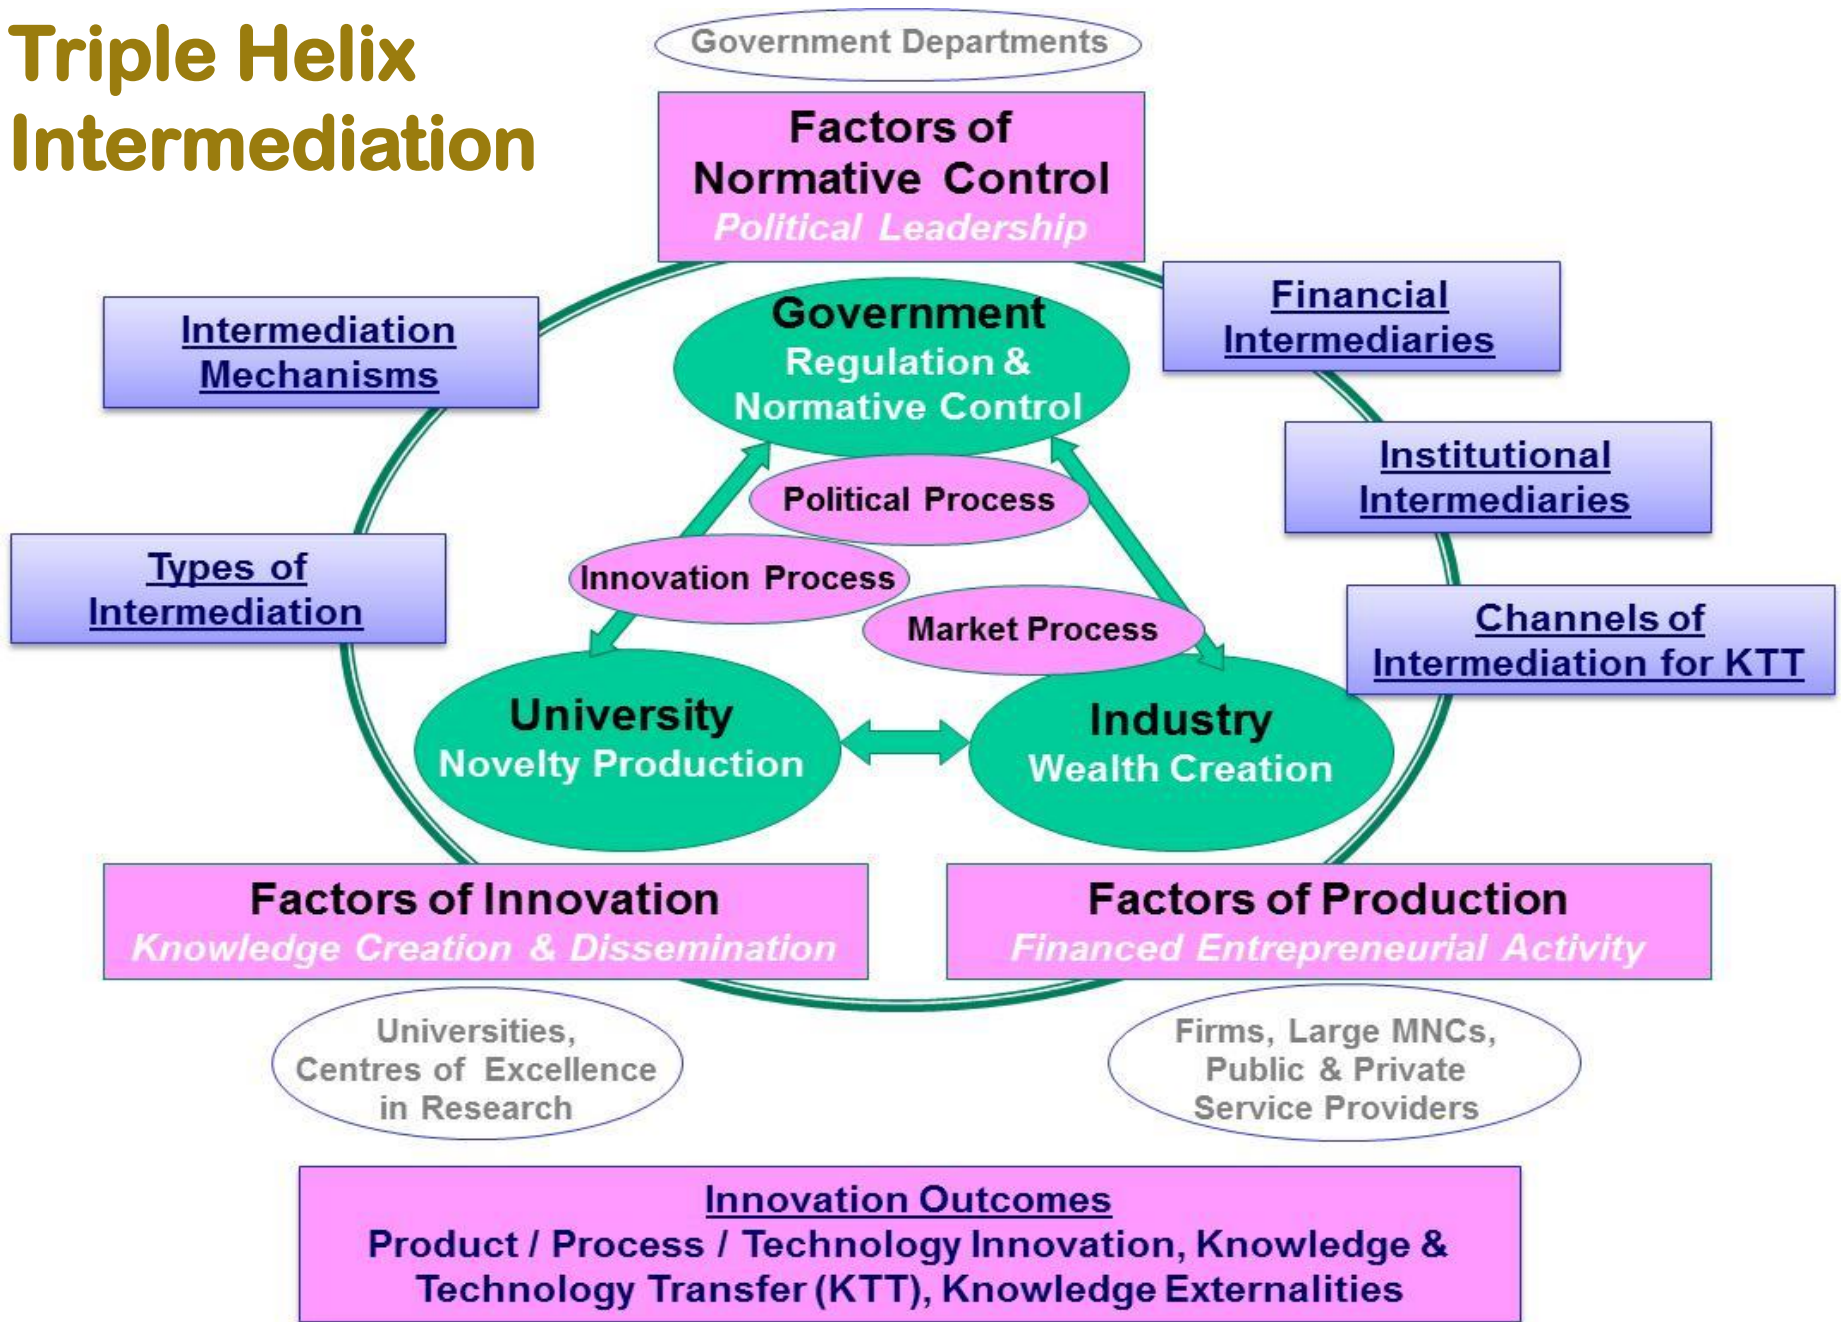 Triple Helix
Intermediation
Government Departments
Factors of
Normative Control
Political Leadership
Intermediation
Mechanisms
Financial
Intermediaries
Government
Regulation &
Normative Control
Institutional
Intermediaries
Political Process
Types of
Intermediation
Innovation Process
Market Process
Channels of
Intermediation for KTT
University
Novelty Production
Industry
Wealth Creation
Factors of Innovation
Knowledge Creation & Dissemination
Factors of Production
Financed Entrepreneurial Activity
Universities,
Centres of Excellence
in Research
Firms, Large MNCs,
Public & Private
Service Providers
Innovation Outcomes
Product / Process / Technology Innovation, Knowledge &
Technology Transfer (KTT), Knowledge Externalities